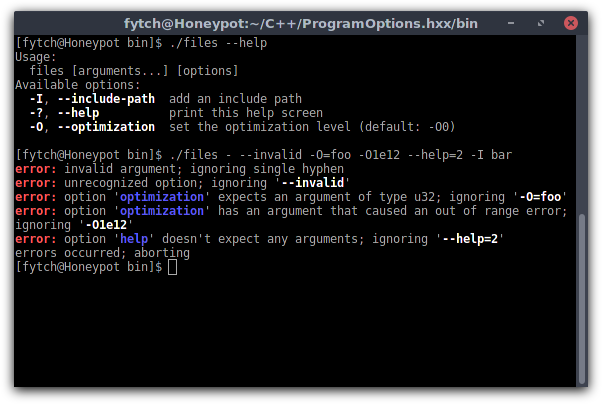 fytch@Honeypot:~/C++/ProgramOptions.hxx/bin
[fytch@Honeypot bin]$ ./files --help
Usage:
  files [arguments...] [options]
Available options:
  -I, --include-path  add an include path
  -?, --help          print this help screen
  -O, --optimization  set the optimization level (default: -O0)

[fytch@Honeypot bin]$ ./files - --invalid -O=foo -O1e12 --help=2 -I bar
error: invalid argument; ignoring single hyphen
error: unrecognized option; ignoring '--invalid'
error: option 'optimization' expects an argument of type u32; ignoring '-O=foo'
error: option 'optimization' has an argument that caused an out of range error;
ignoring '-O1e12'
error: option 'help' doesn't expect any arguments; ignoring '--help=2'
errors occurred; aborting
[fytch@Honeypot bin]$